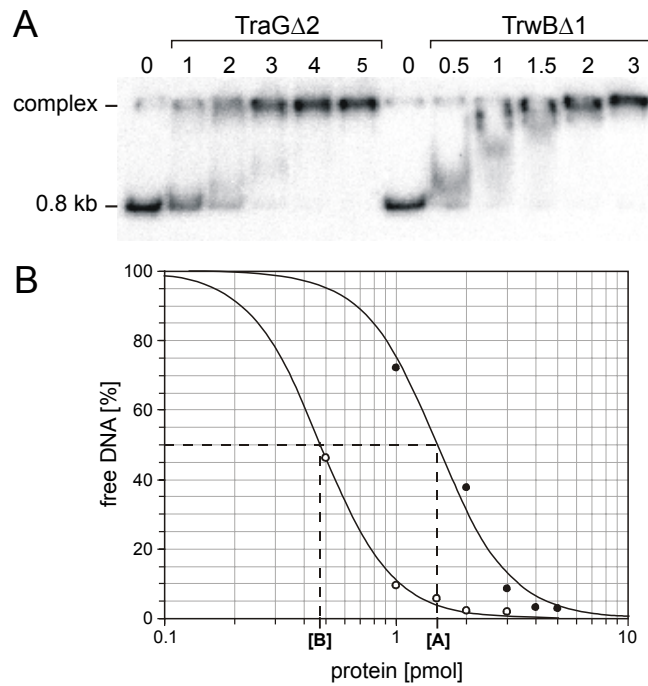 A
TraGΔ2 TrwBΔ1
0 1 2 3 4 5 0 0.5 1 1.5 2 3
complex
0.8 kb
B
100
80
60
40
20
0
free DNA [%]
0.1 [B] 1 [A] 10
protein [pmol]